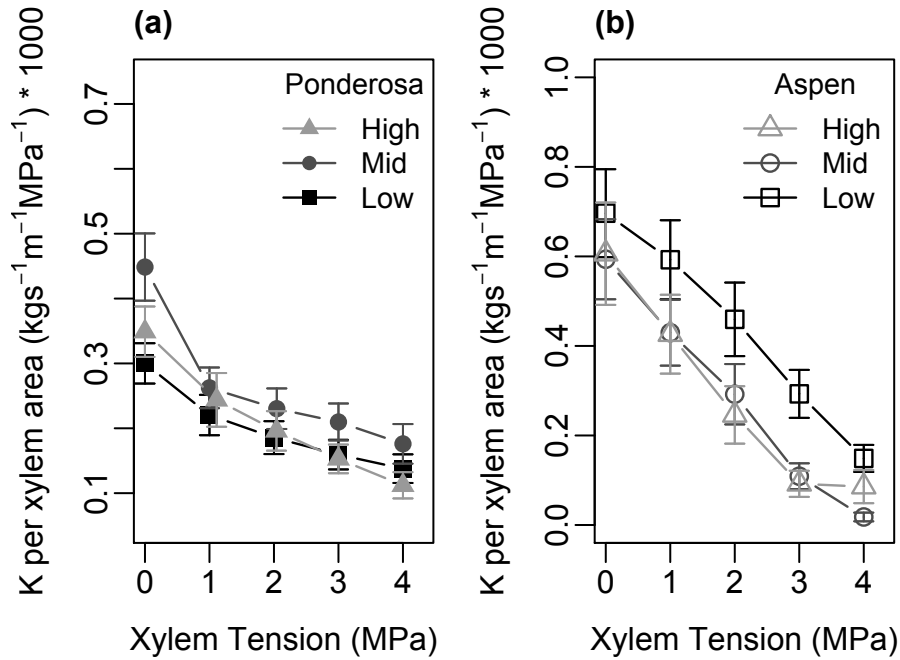 (a)
K per xylem area (kgs⁻¹m⁻¹MPa⁻¹) * 1000
0.7
0.5
0.3
0.1
Ponderosa
High
Mid
Low
0 1 2 3 4
Xylem Tension (MPa)
(b)
K per xylem area (kgs⁻¹m⁻¹MPa⁻¹) * 1000
1.0
0.8
0.6
0.4
0.2
0.0
Aspen
High
Mid
Low
0 1 2 3 4
Xylem Tension (MPa)